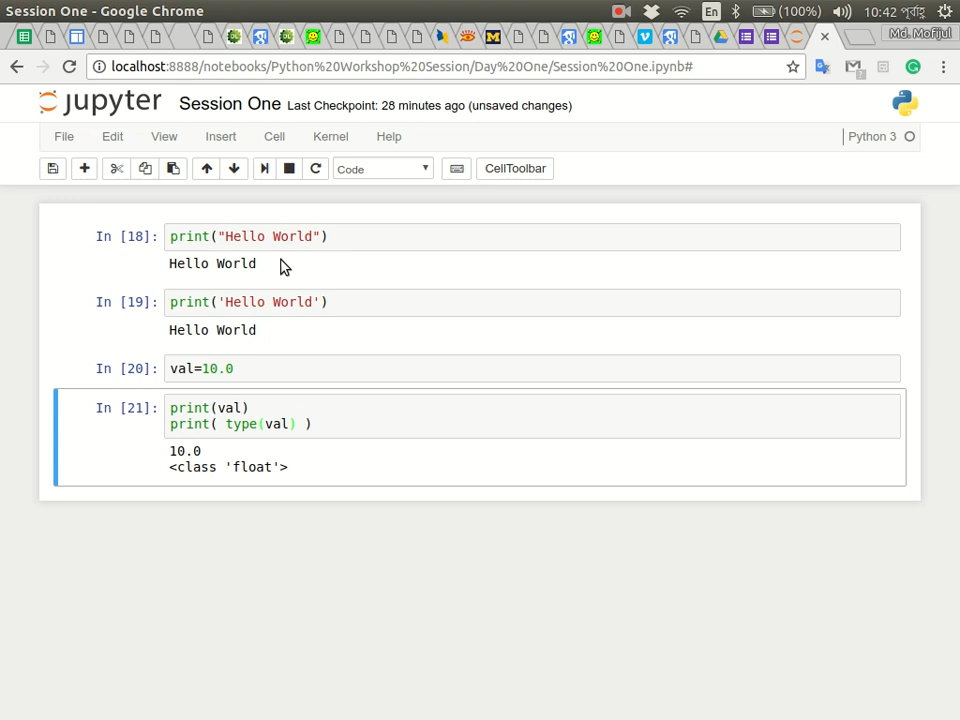 Session One - Google Chrome
En
(100%)
10:42 পূর্বাহ্ন
Md. Mofijul
localhost:8888/notebooks/Python%20Workshop%20Session/Day%20One/Session%20One.ipynb#
jupyter Session One Last Checkpoint: 28 minutes ago (unsaved changes)
File Edit View Insert Cell Kernel Help Python 3
Code CellToolbar
In [18]: print("Hello World")
Hello World
In [19]: print('Hello World')
Hello World
In [20]: val=10.0
In [21]: print(val)
print( type(val) )
10.0
<class 'float'>